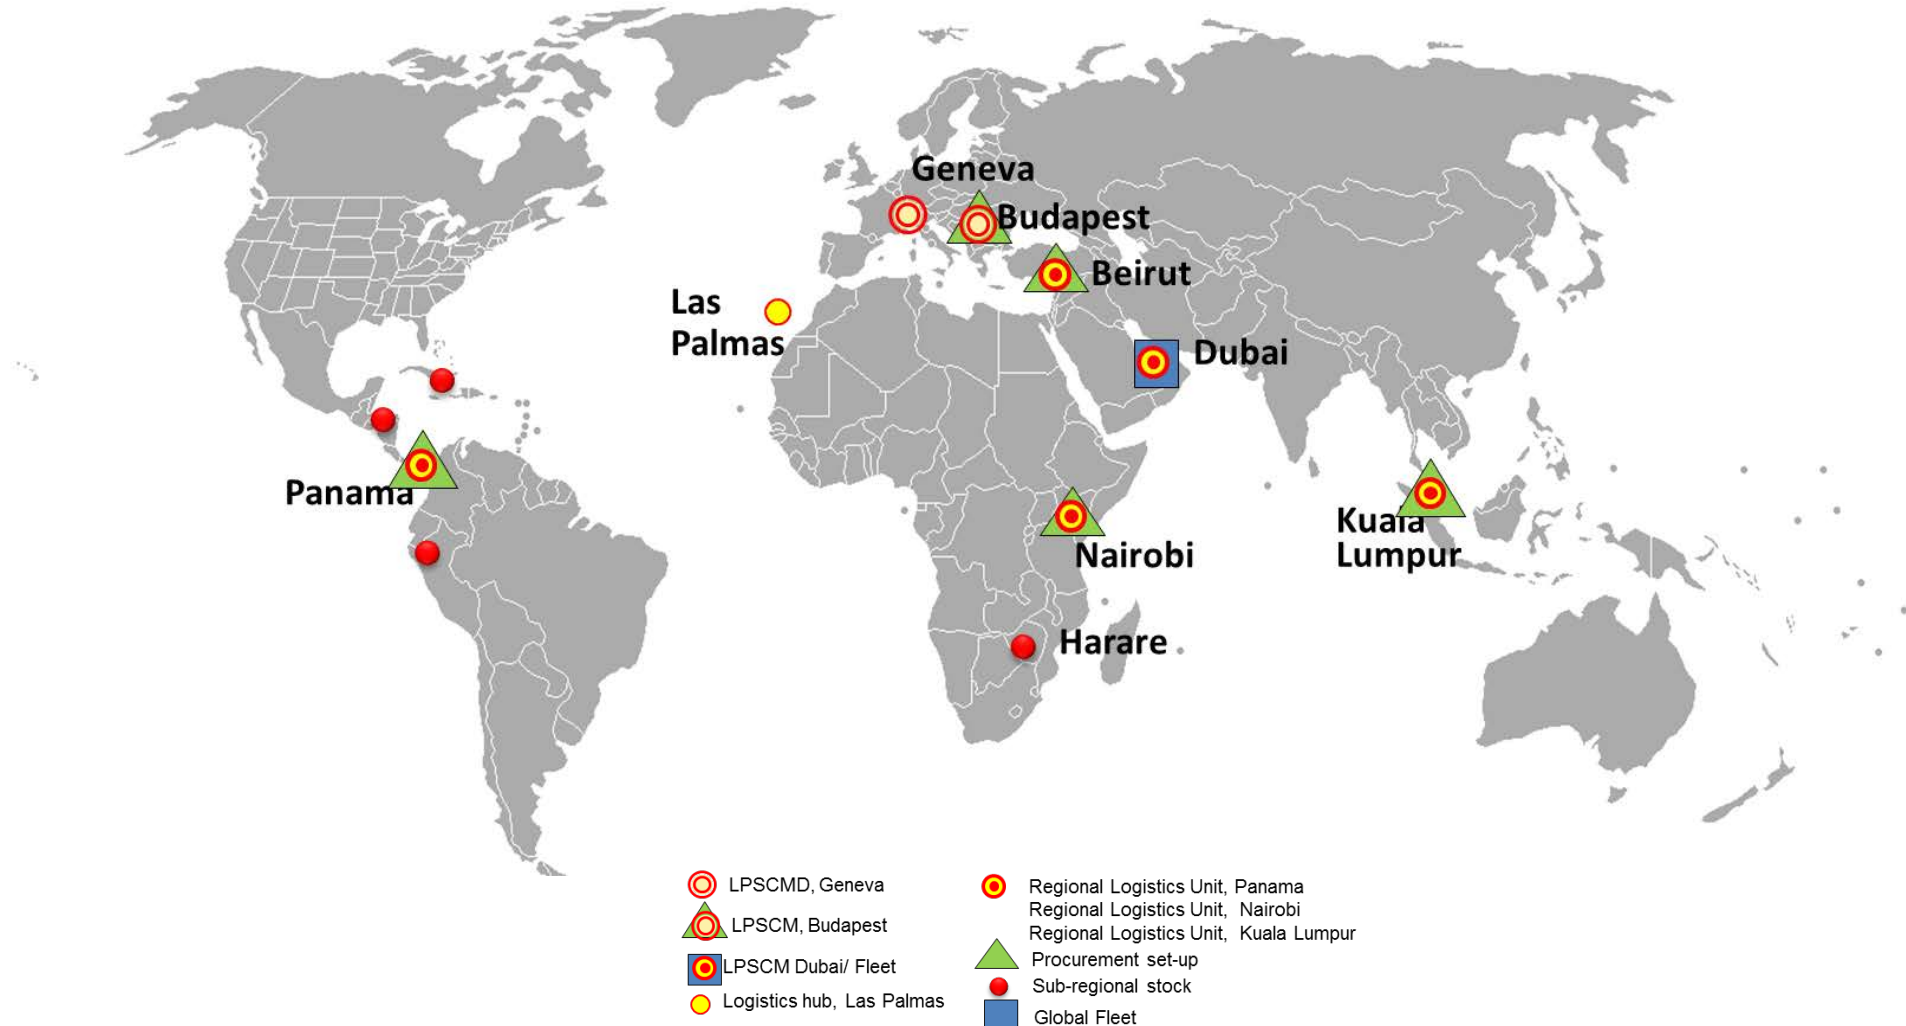 Geneva
Budapest
Beirut
Las
Palmas
Dubai
Panama
Kuala
Lumpur
Nairobi
Harare
LPSCMD, Geneva
LPSCM, Budapest
LPSCM Dubai/ Fleet
Logistics hub, Las Palmas
Regional Logistics Unit, Panama
Regional Logistics Unit, Nairobi
Regional Logistics Unit, Kuala Lumpur
Procurement set-up
Sub-regional stock
Global Fleet